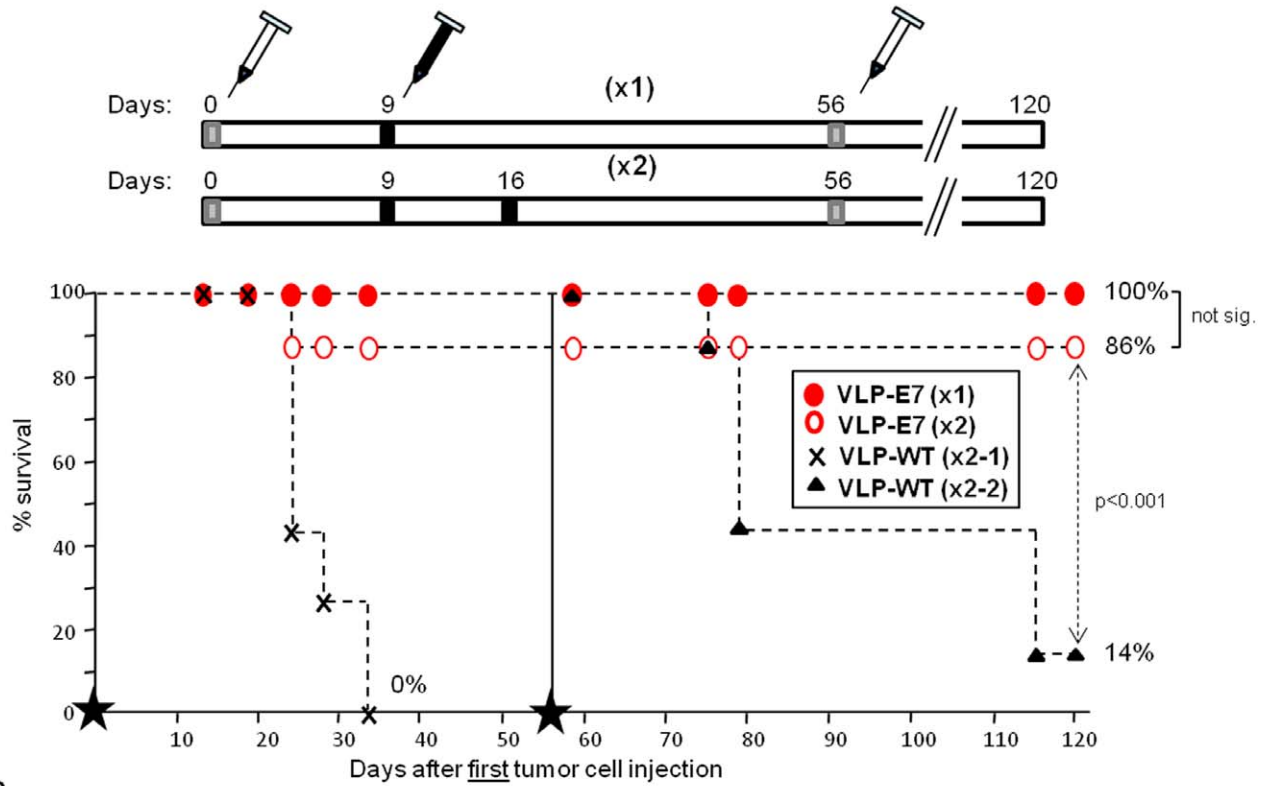 (x1)
Days: 0 9 56 120
(x2)
Days: 0 9 16 56 120
100
80
60
40
20
0
% survival
100%
86%
not sig.
VLP-E7 (x1)
VLP-E7 (x2)
VLP-WT (x2-1)
VLP-WT (x2-2)
p<0.001
14%
0%
10 20 30 40 50 60 70 80 90 100 110 120
Days after first tumor cell injection